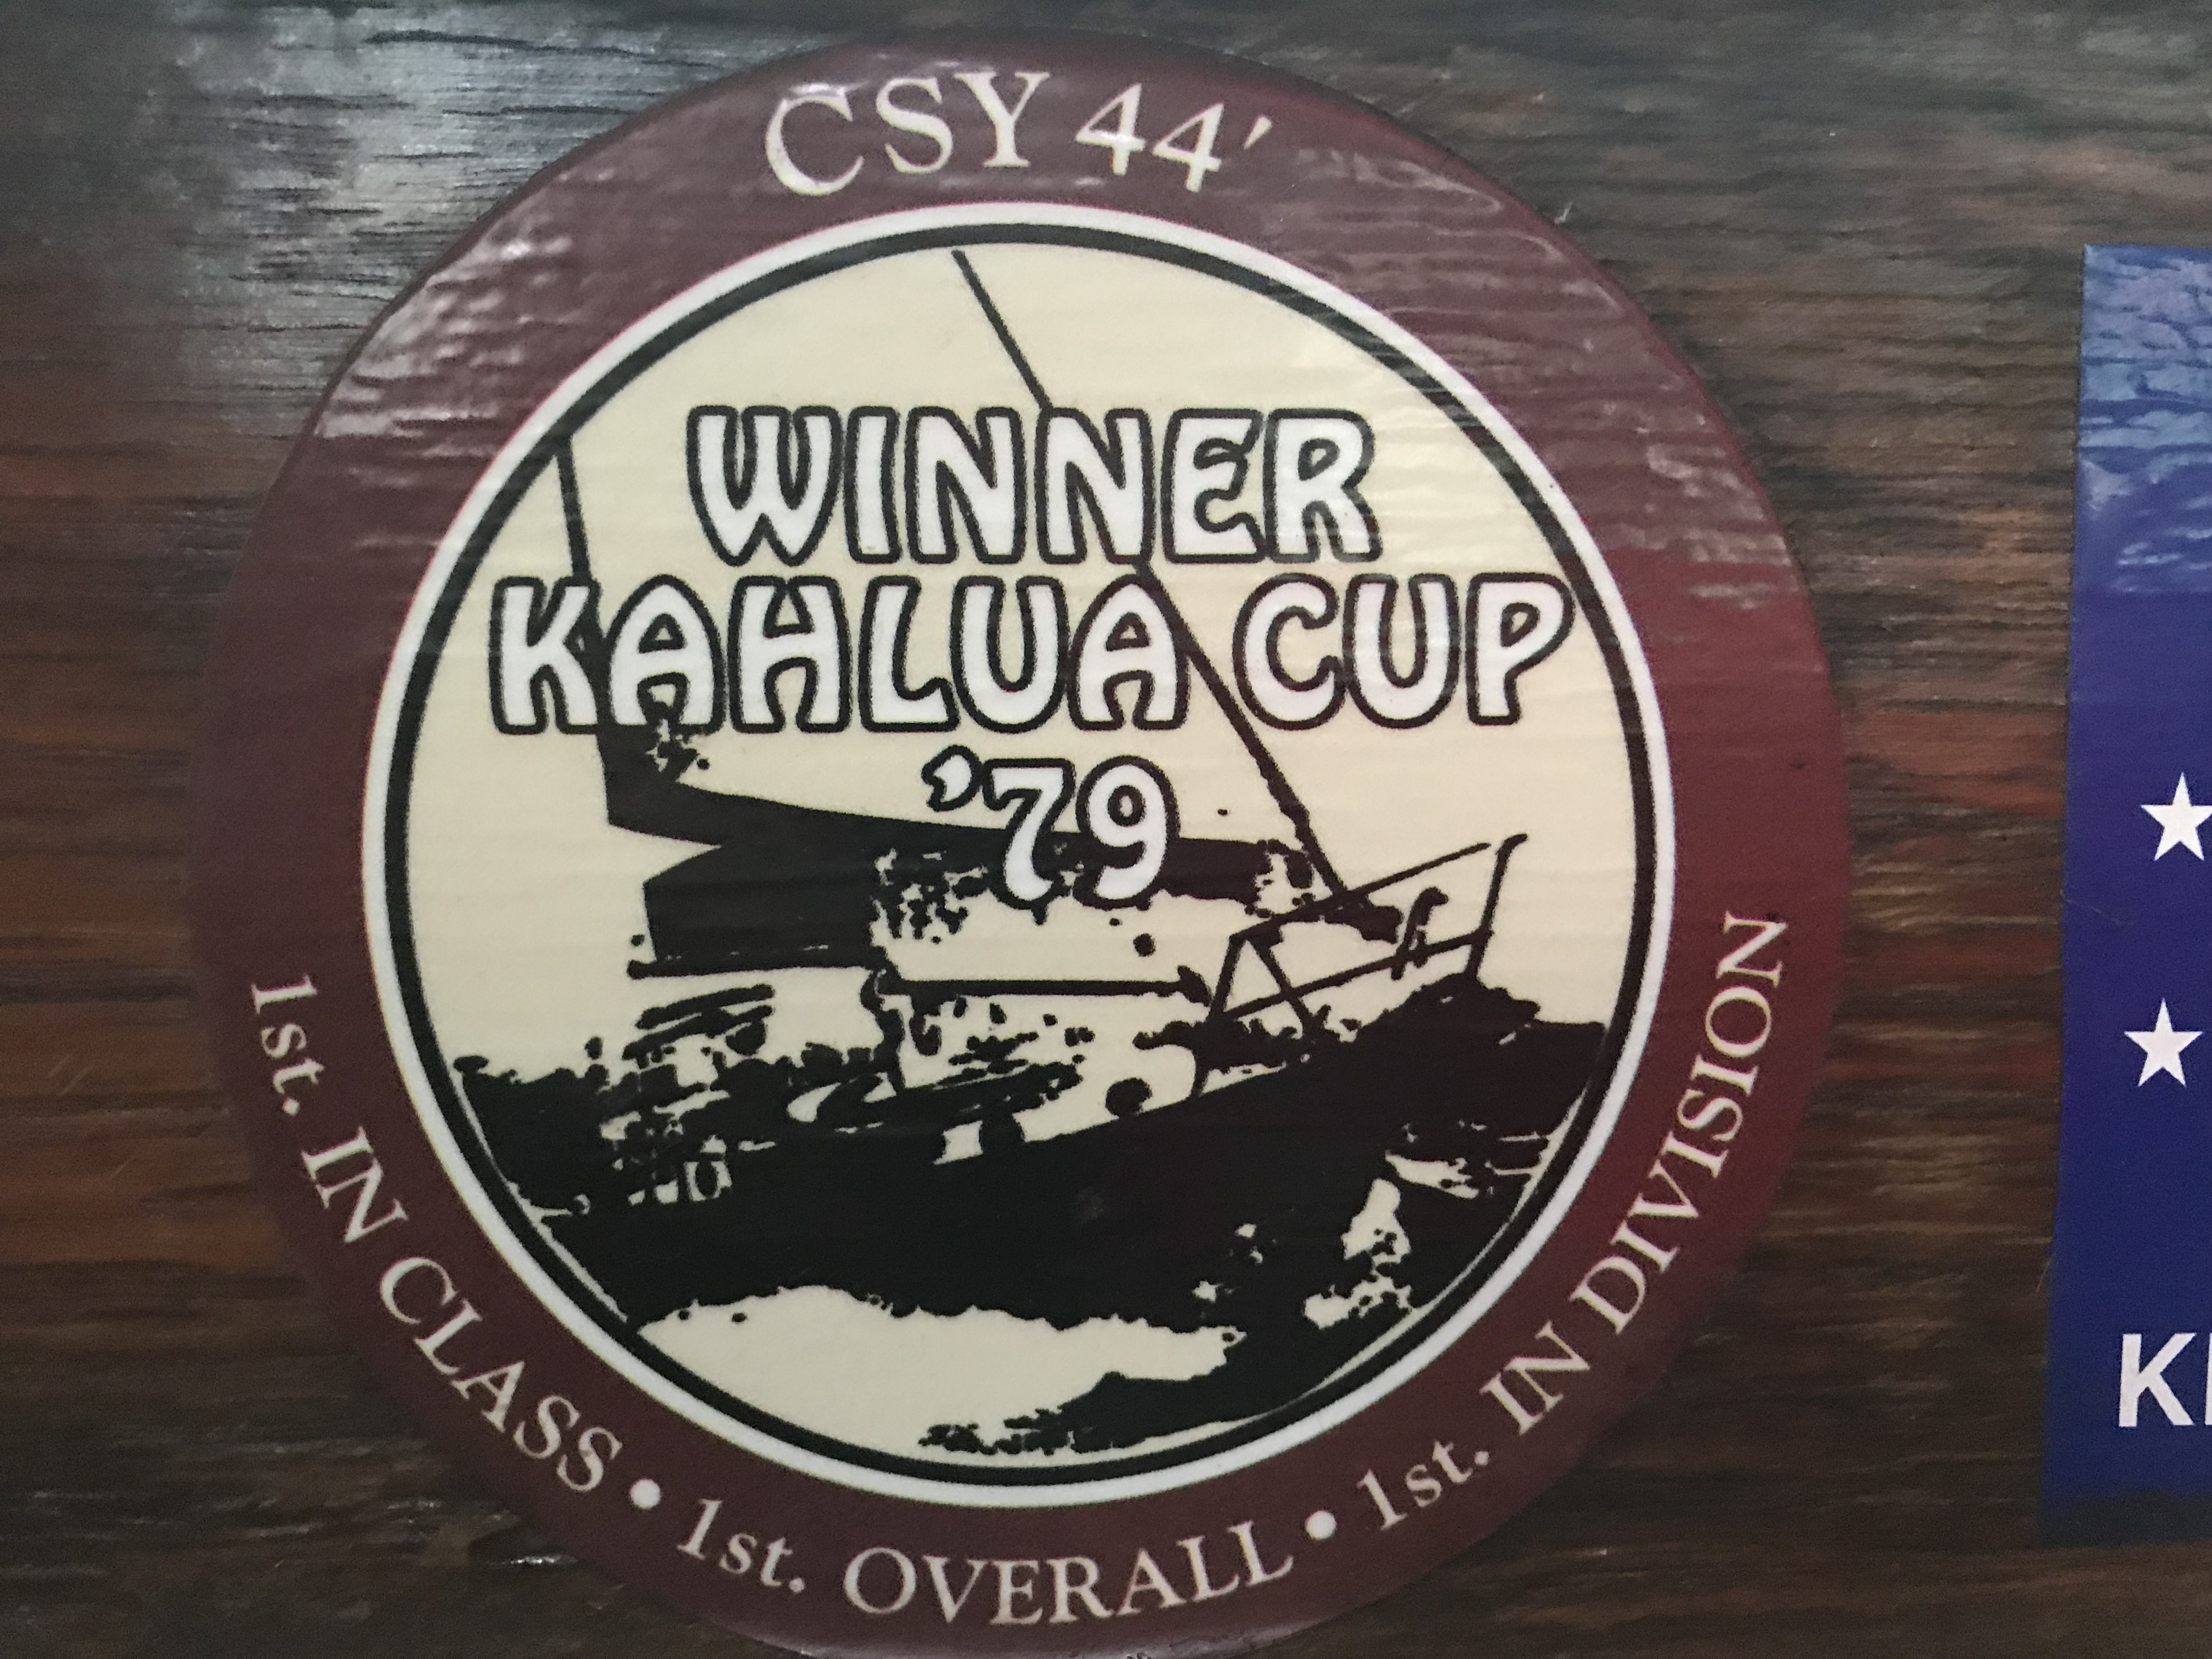 CSY 44'
WINNER
KAHLUA CUP
'79
1st. IN CLASS • 1st. OVERALL • 1st. IN DIVISION